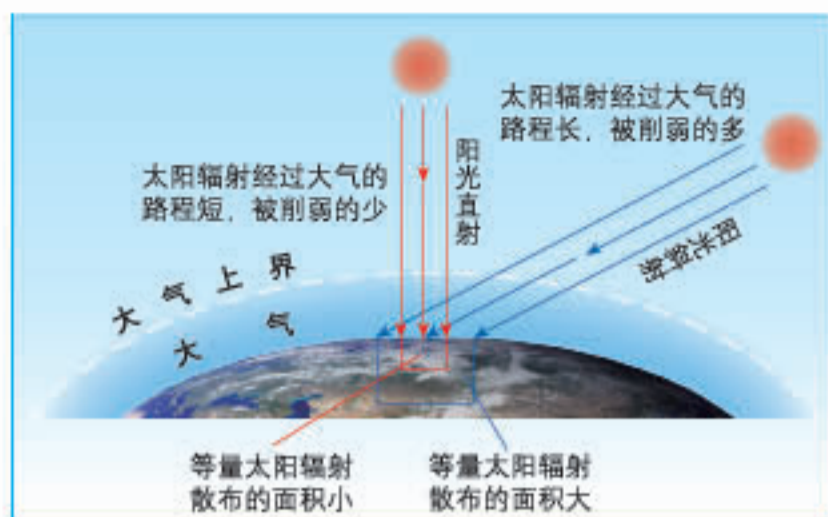 太阳辐射经过大气的
路程长，被削弱的多
太阳辐射经过大气的
路程短，被削弱的少
阳光直射
阳光斜射
大气上界
大气
等量太阳辐射
散布的面积小
等量太阳辐射
散布的面积大